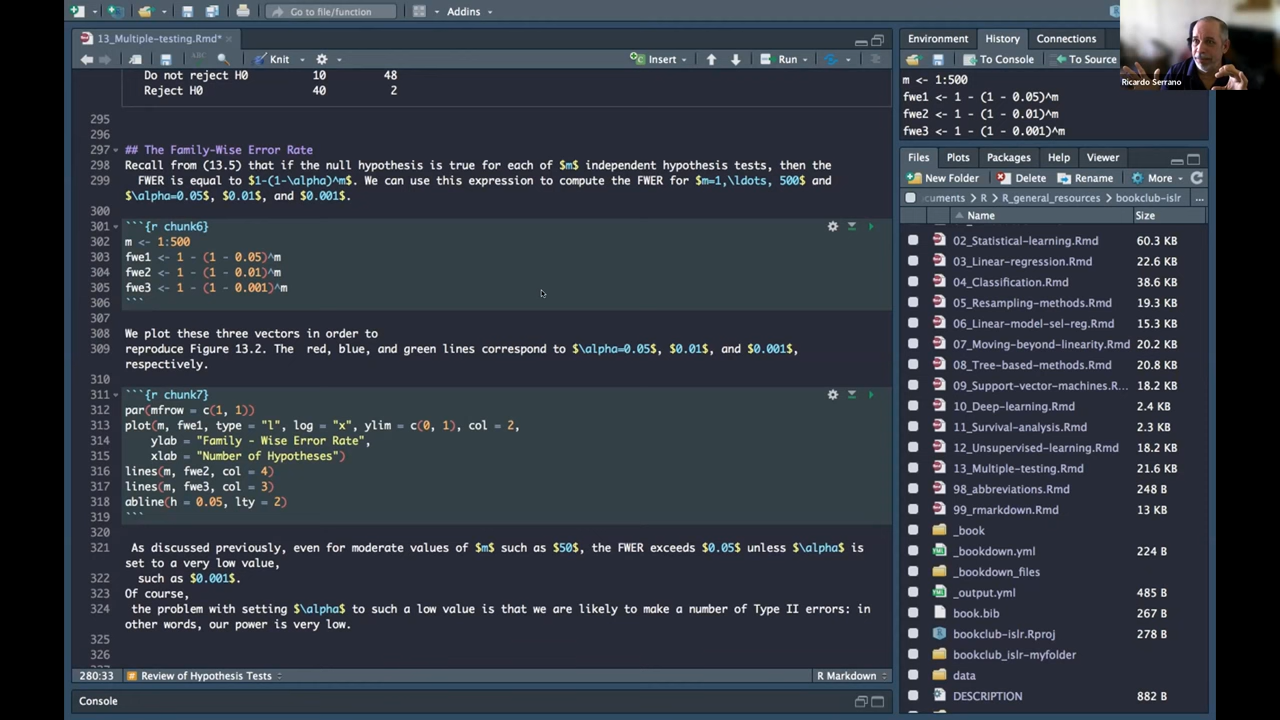 Go to file/function
Addins
13_Multiple-testing.Rmd*
Knit
Insert
Run
Do not reject H0 10 48
Reject H0 40 2
295
296
297 ## The Family-Wise Error Rate
298 Recall from (13.5) that if the null hypothesis is true for each of $m$ independent hypothesis tests, then the
299 FWER is equal to $1-(1-\alpha)^m$. We can use this expression to compute the FWER for $m=1,\ldots, 500$ and
$\alpha=0.05$, $0.01$, and $0.001$.
300
301 ```{r chunk6}
302 m <- 1:500
303 fwe1 <- 1 - (1 - 0.05)^m
304 fwe2 <- 1 - (1 - 0.01)^m
305 fwe3 <- 1 - (1 - 0.001)^m
306 ```
307
308 We plot these three vectors in order to
309 reproduce Figure 13.2. The  red, blue, and green lines correspond to $\alpha=0.05$, $0.01$, and $0.001$,
respectively.
310
311 ```{r chunk7}
312 par(mfrow = c(1, 1))
313 plot(m, fwe1, type = "l", log = "x", ylim = c(0, 1), col = 2,
314 ylab = "Family - Wise Error Rate",
315 xlab = "Number of Hypotheses")
316 lines(m, fwe2, col = 4)
317 lines(m, fwe3, col = 3)
318 abline(h = 0.05, lty = 2)
319 ```
320
321 As discussed previously, even for moderate values of $m$ such as $50$, the FWER exceeds $0.05$ unless $\alpha$ is
set to a very low value,
322 such as $0.001$.
323 Of course,
324 the problem with setting $\alpha$ to such a low value is that we are likely to make a number of Type II errors: in
other words, our power is very low.
325
280:33 # Review of Hypothesis Tests R Markdown
Console
Environment History Connections
To Console To Source
m <- 1:500
fwe1 <- 1 - (1 - 0.05)^m
fwe2 <- 1 - (1 - 0.01)^m
fwe3 <- 1 - (1 - 0.001)^m
Files Plots Packages Help Viewer
New Folder Delete Rename More
cuments R R_general_resources bookclub-islr ...
Name Size
02_Statistical-learning.Rmd 60.3 KB
03_Linear-regression.Rmd 22.6 KB
04_Classification.Rmd 38.6 KB
05_Resampling-methods.Rmd 19.3 KB
06_Linear-model-sel-reg.Rmd 15.3 KB
07_Moving-beyond-linearity.Rmd 20.2 KB
08_Tree-based-methods.Rmd 20.8 KB
09_Support-vector-machines.R... 18.2 KB
10_Deep-learning.Rmd 2.4 KB
11_Survival-analysis.Rmd 2.3 KB
12_Unsupervised-learning.Rmd 18.2 KB
13_Multiple-testing.Rmd 21.6 KB
98_abbreviations.Rmd 248 B
99_rmarkdown.Rmd 13 KB
_book
_bookdown.yml 224 B
_bookdown_files
_output.yml 485 B
book.bib 267 B
bookclub-islr.Rproj 278 B
bookclub_islr-myfolder
data
DESCRIPTION 882 B
Ricardo Serrano